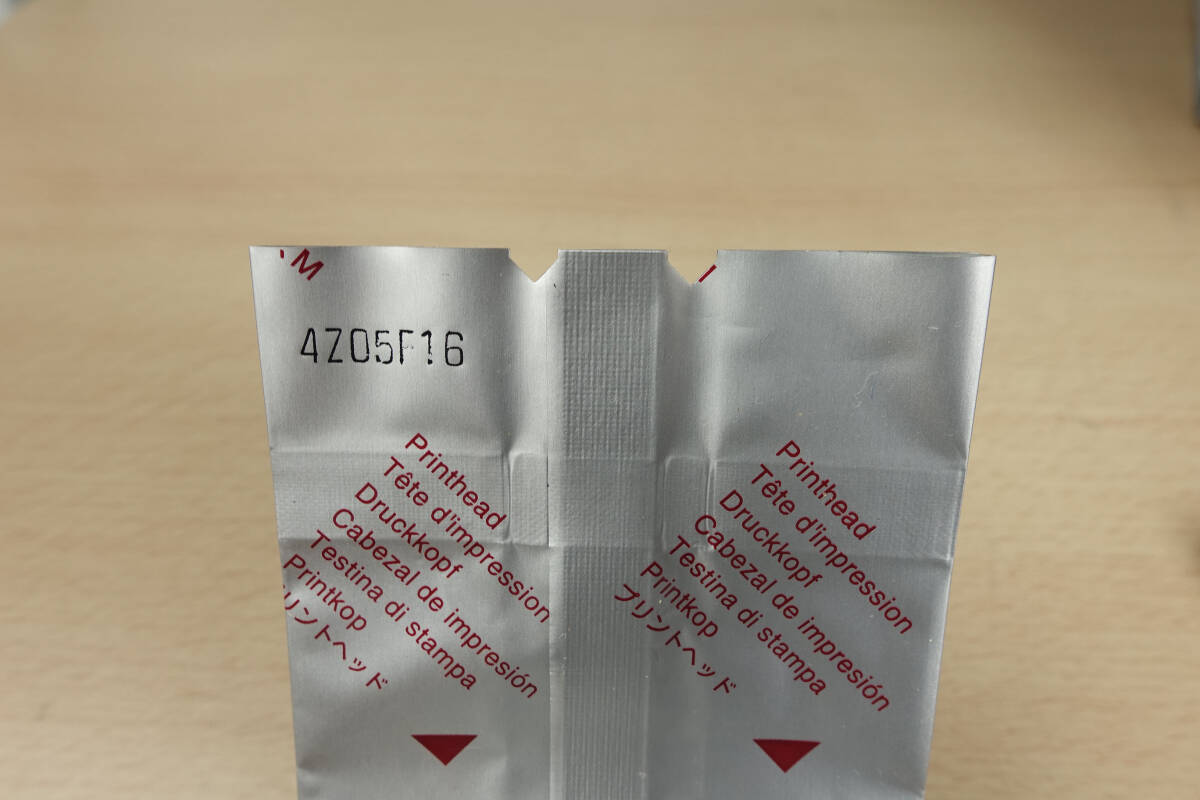 M
4Z05F16
Printhead
Tête d'impression
Druckkopf
Cabezal de impresión
Testina di stampa
Printkop
プリントヘッド
Printhead
Tête d'impression
Druckkopf
Cabezal de impresión
Testina di stampa
Printkop
プリントヘッド